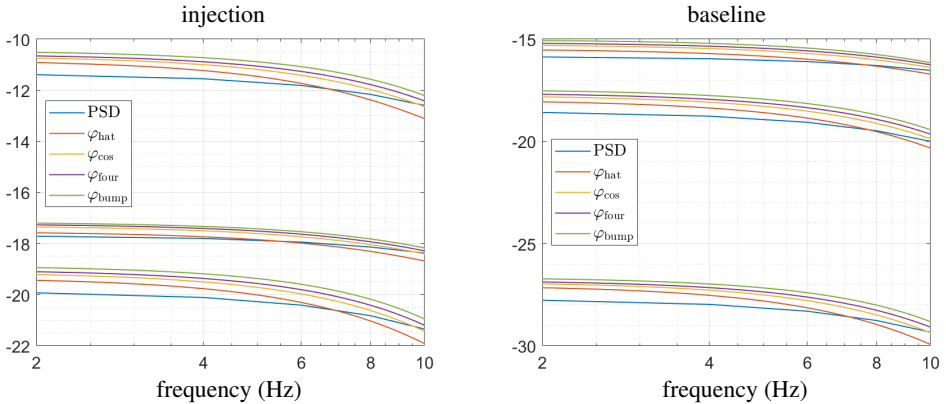 injection
-10
-12
-14
-16
-18
-20
-22
PSD
φhat
φcos
φfour
φbump
2
4
6
8
10
frequency (Hz)
baseline
-15
-20
-25
-30
PSD
φhat
φcos
φfour
φbump
2
4
6
8
10
frequency (Hz)